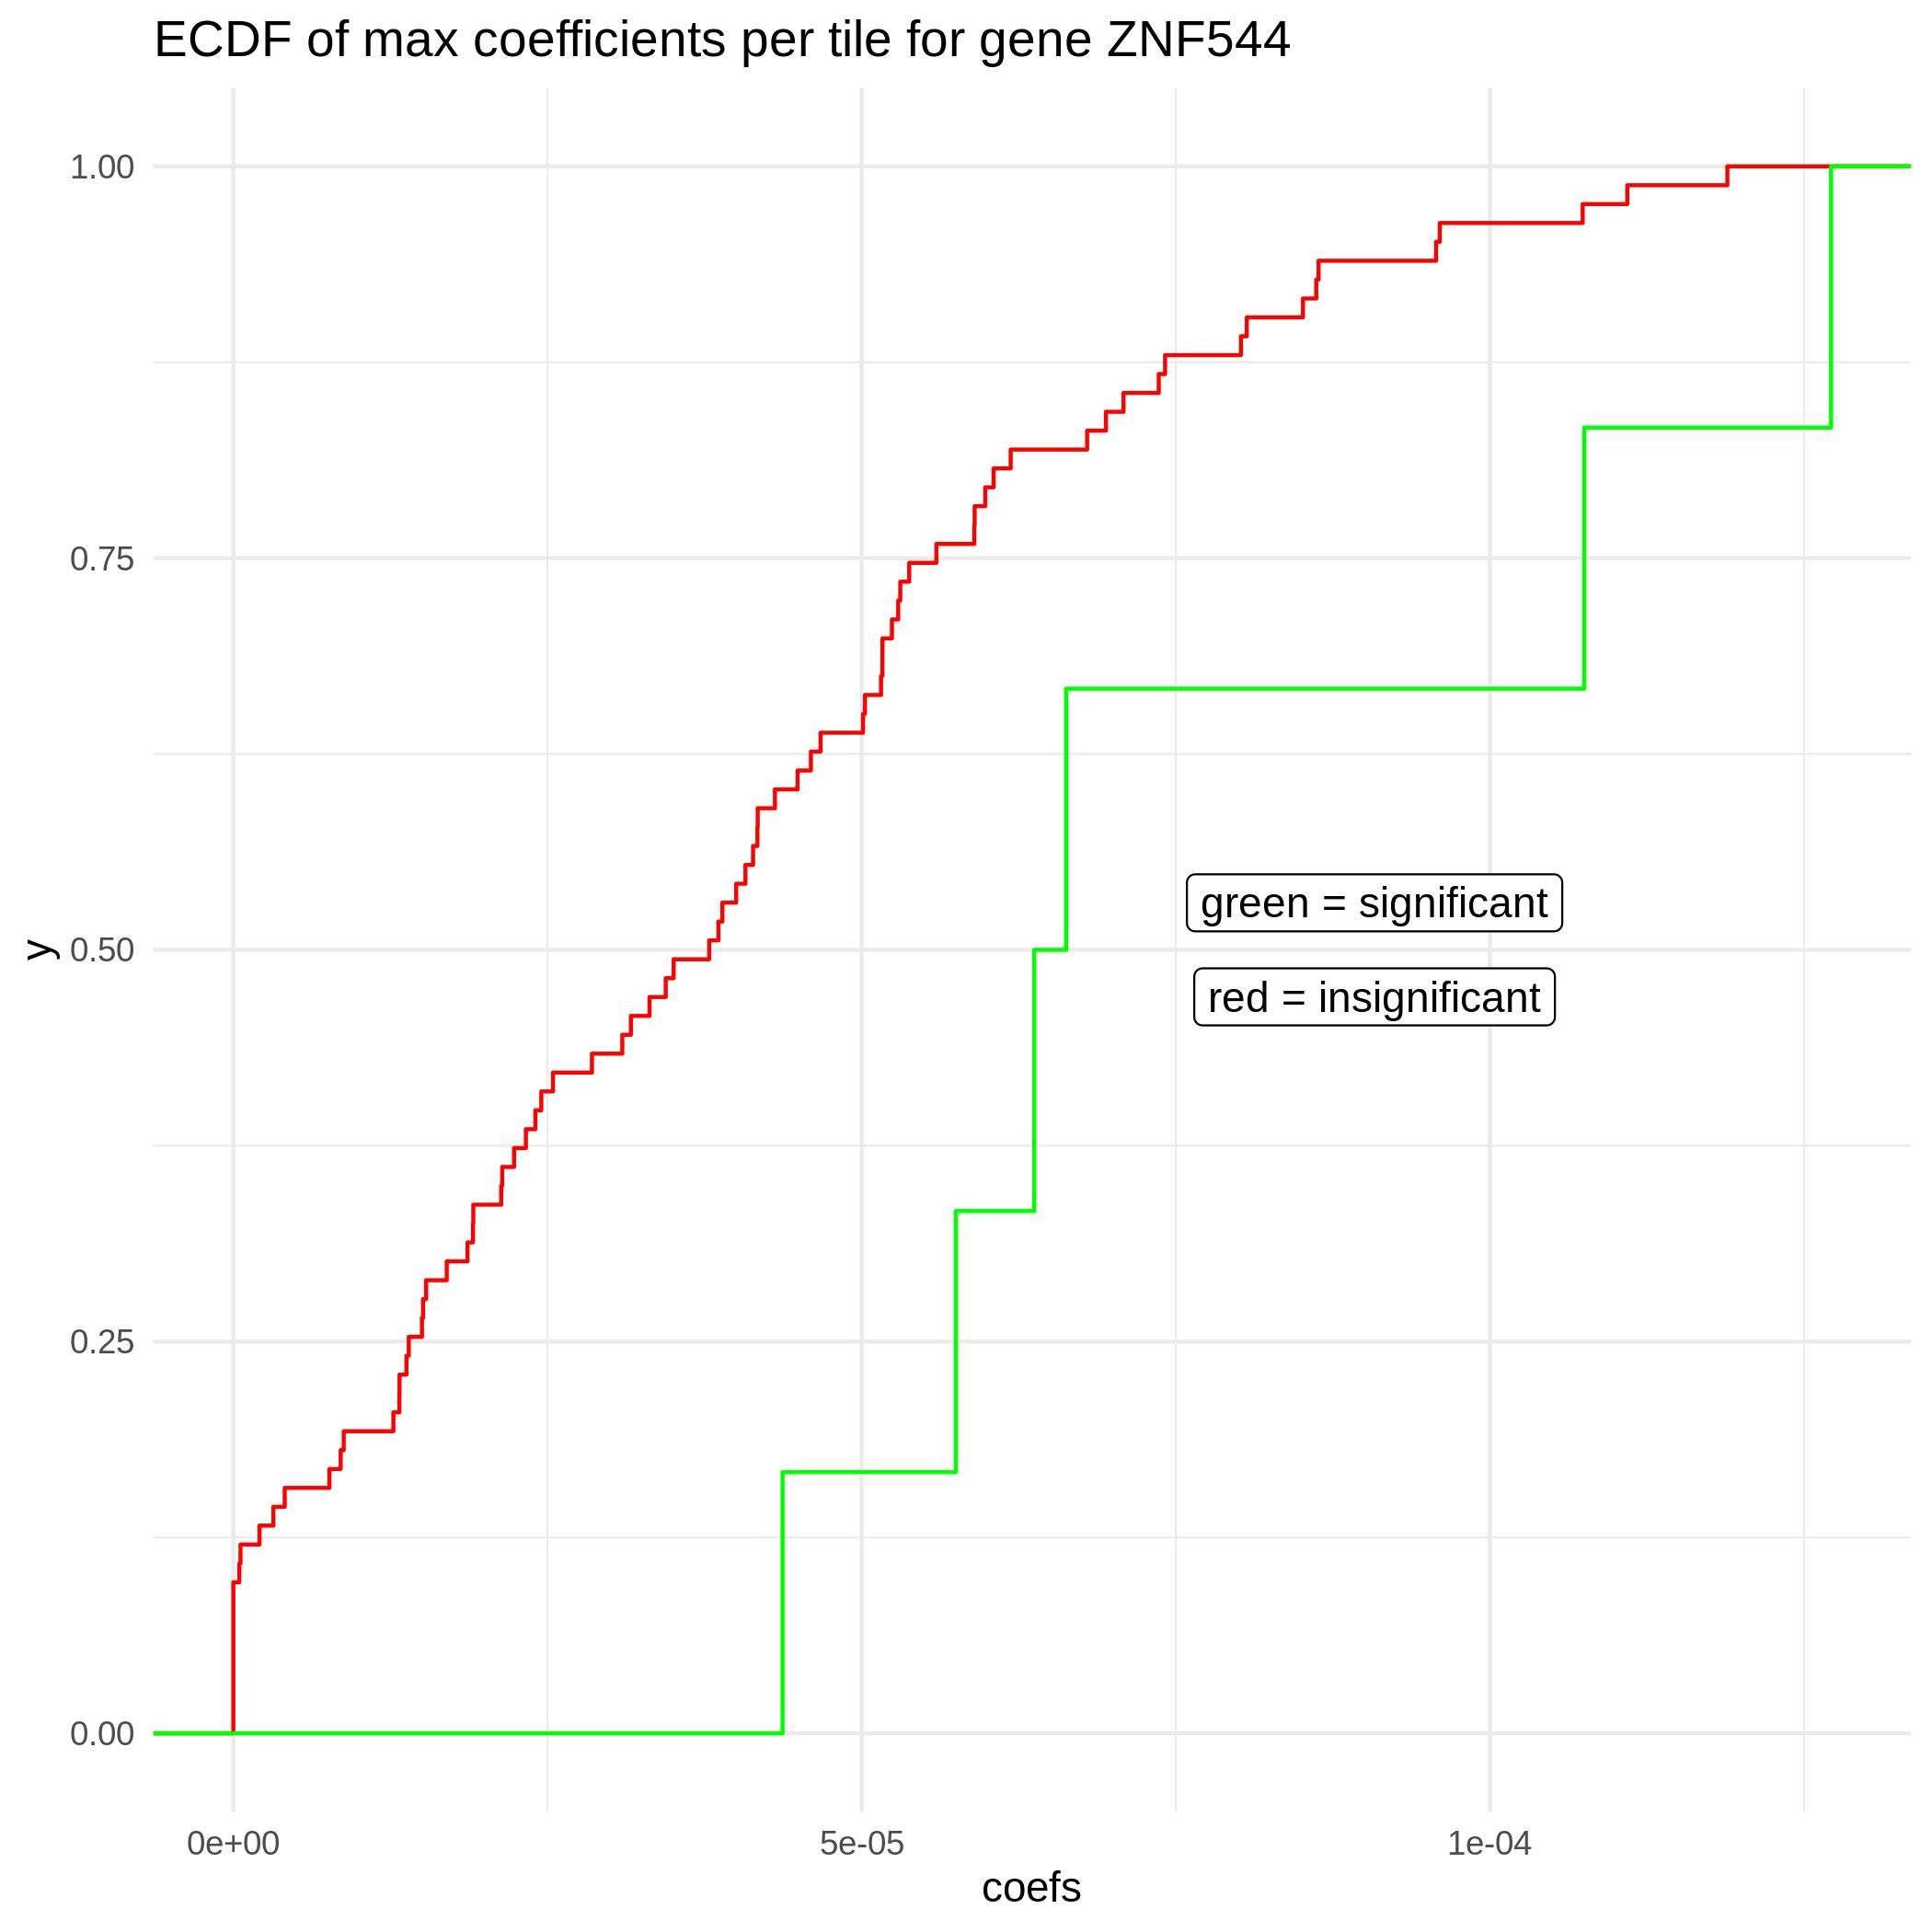 ECDF of max coefficients per tile for gene ZNF544
1.00
0.75
0.50
0.25
0.00
y
green = significant
red = insignificant
0e+00
5e-05
1e-04
coefs